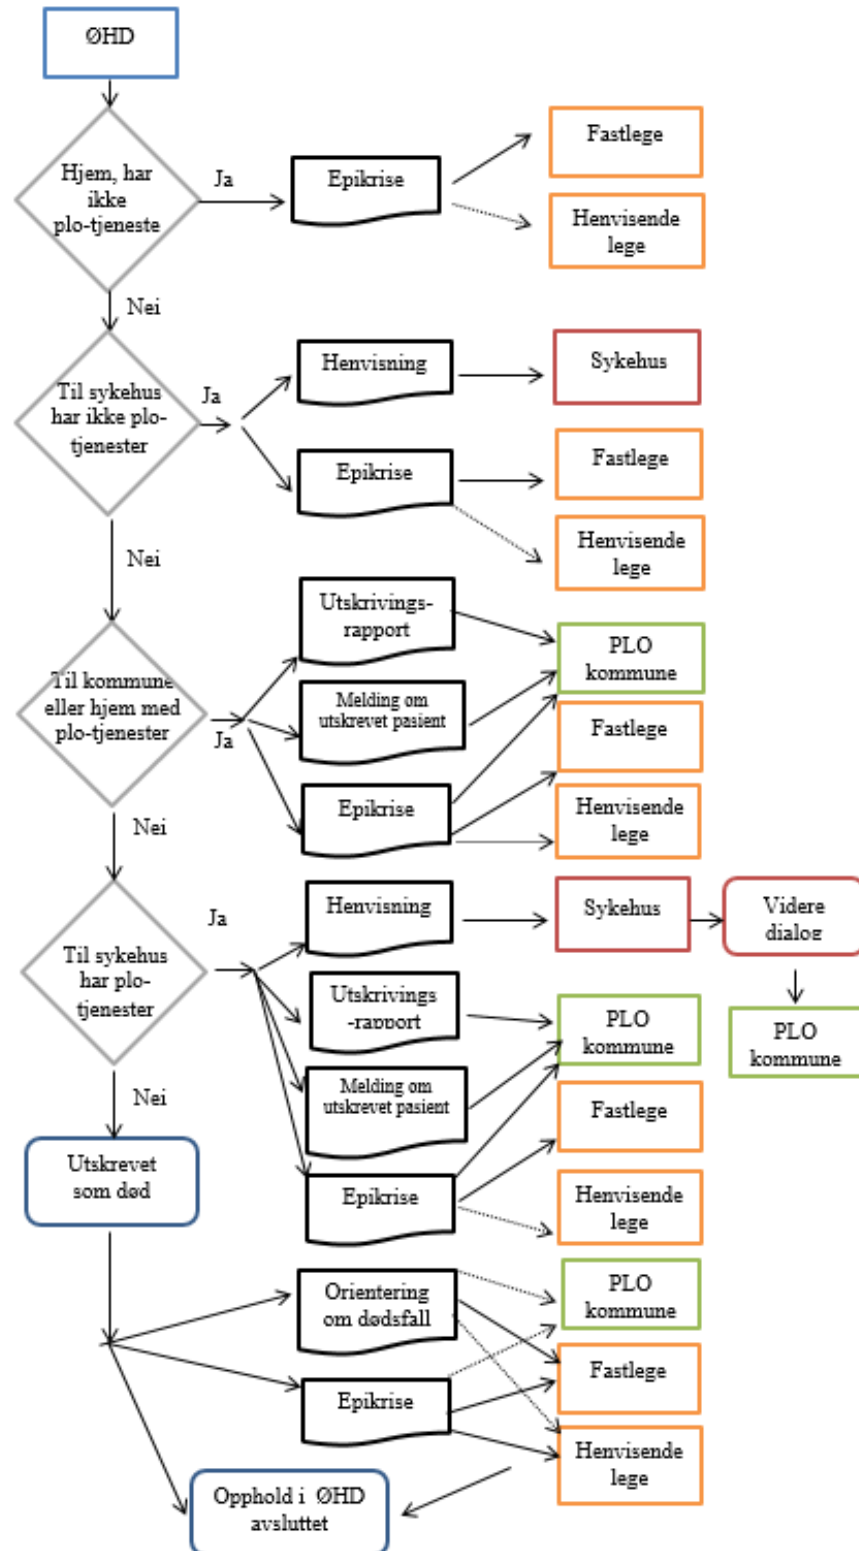 ØHD
Hjem, har
ikke
plo-tjeneste
Ja
Epikrise
Fastlege
Henvisende
lege
Nei
Til sykehus
har ikke plo-
tjenester
Ja
Henvisning
Sykehus
Epikrise
Fastlege
Henvisende
lege
Nei
Til kommune
eller hjem med
plo-tjenester
Ja
Utskrivings-
rapport
Melding om
utskrevet pasient
Epikrise
PLO
kommune
Fastlege
Henvisende
lege
Nei
Til sykehus
har plo-
tjenester
Ja
Henvisning
Sykehus
Videre
dialog
PLO
kommune
Utskrivings
-rapport
Melding om
utskrevet pasient
Epikrise
PLO
kommune
Fastlege
Henvisende
lege
Nei
Utskrevet
som død
Orientering
om dødsfall
Epikrise
PLO
kommune
Fastlege
Henvisende
lege
Opphold i ØHD
avsluttet